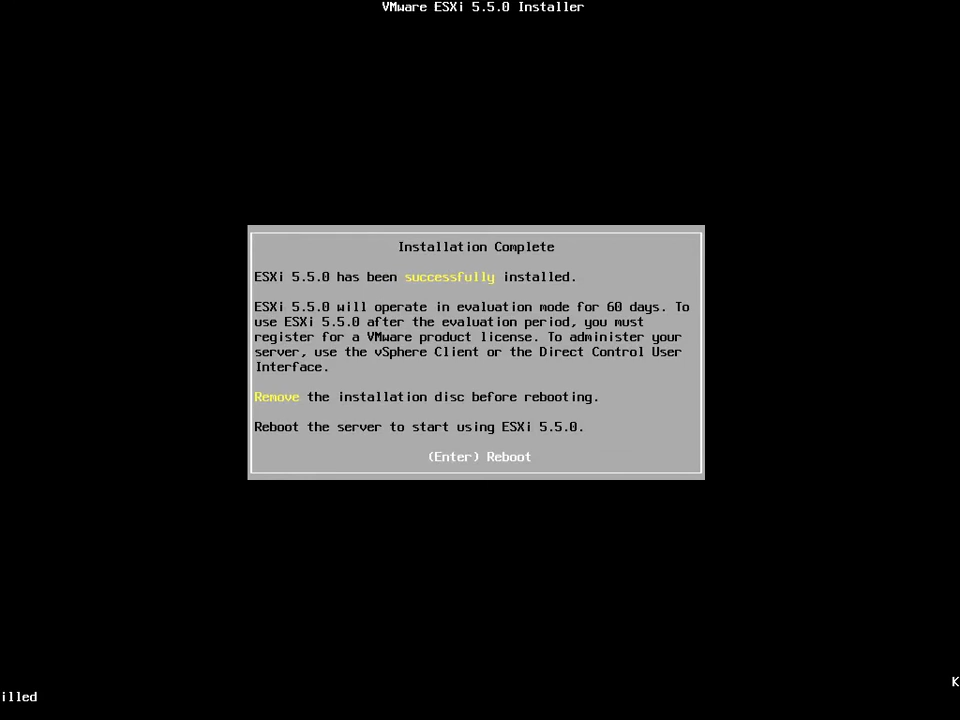 VMware ESXi 5.5.0 Installer
Installation Complete
ESXi 5.5.0 has been successfully installed.
ESXi 5.5.0 will operate in evaluation mode for 60 days. To
use ESXi 5.5.0 after the evaluation period, you must
register for a VMware product license. To administer your
server, use the vSphere Client or the Direct Control User
Interface.
Remove the installation disc before rebooting.
Reboot the server to start using ESXi 5.5.0.
(Enter) Reboot
K
illed